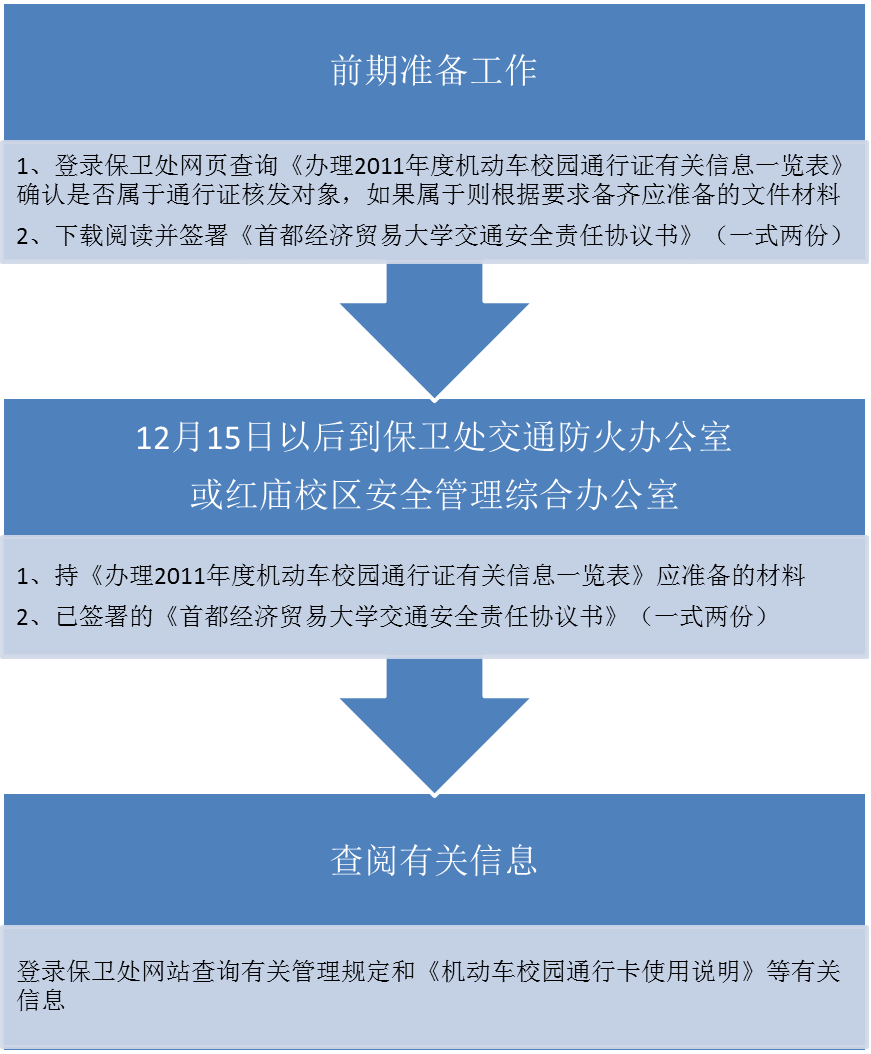 前期准备工作
1、登录保卫处网页查询《办理2011年度机动车校园通行证有关信息一览表》
确认是否属于通行证核发对象，如果属于则根据要求备齐应准备的文件材料
2、下载阅读并签署《首都经济贸易大学交通安全责任协议书》（一式两份）
12月15日以后到保卫处交通防火办公室
或红庙校区安全管理综合办公室
1、持《办理2011年度机动车校园通行证有关信息一览表》应准备的材料
2、已签署的《首都经济贸易大学交通安全责任协议书》（一式两份）
查阅有关信息
登录保卫处网站查询有关管理规定和《机动车校园通行卡使用说明》等有关
信息